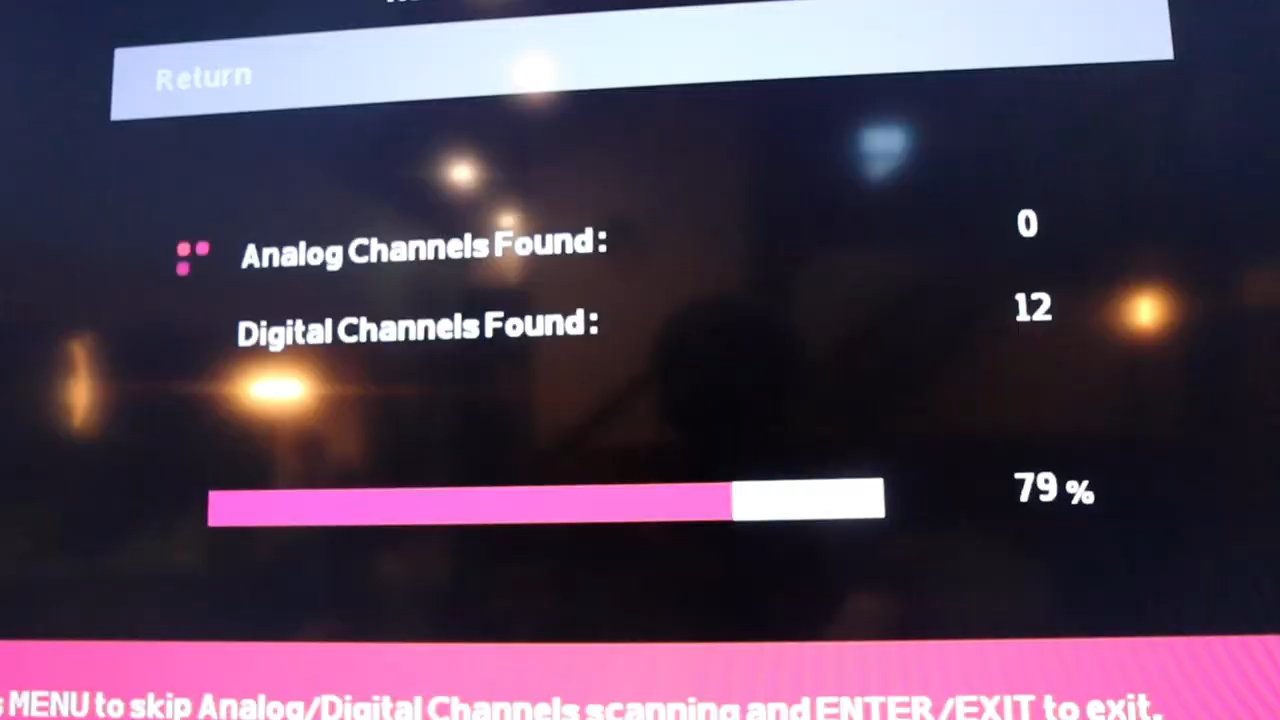 Return
Analog Channels Found: 0
Digital Channels Found: 12
79 %
MENU to skip Analog/Digital Channels scanning and ENTER/EXIT to exit.